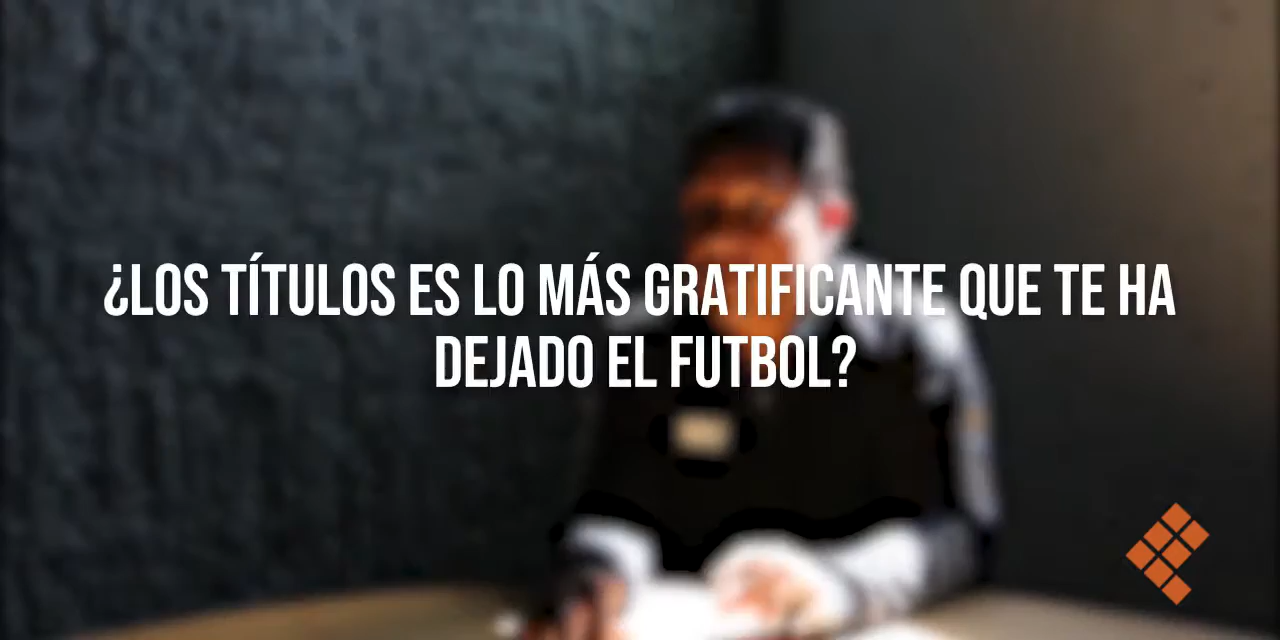 ¿LOS TÍTULOS ES LO MÁS GRATIFICANTE QUE TE HA
DEJADO EL FUTBOL?